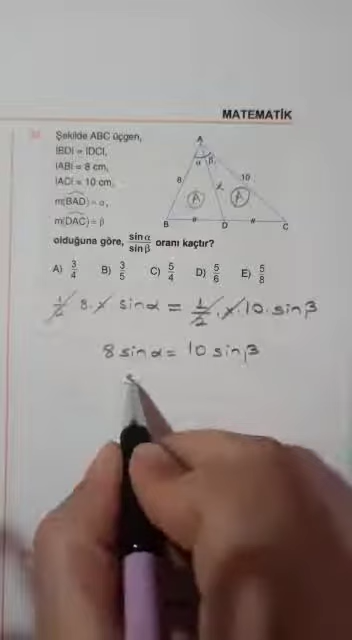 MATEMATİK
Şekilde ABC üçgen,
|BD| = |DC|,
|AB| = 8 cm,
|AC| = 10 cm,
m(BAD) = α,
m(DAC) = β
olduğuna göre, sinα/sinβ oranı kaçtır?
A) 3/4 B) 3/5 C) 5/4 D) 5/6 E) 5/8
A
α β
8
10
x
A
A
B
D
C
1/2 8.x sinα = 1/2.x.10.sinβ
8 sinα = 10 sinβ